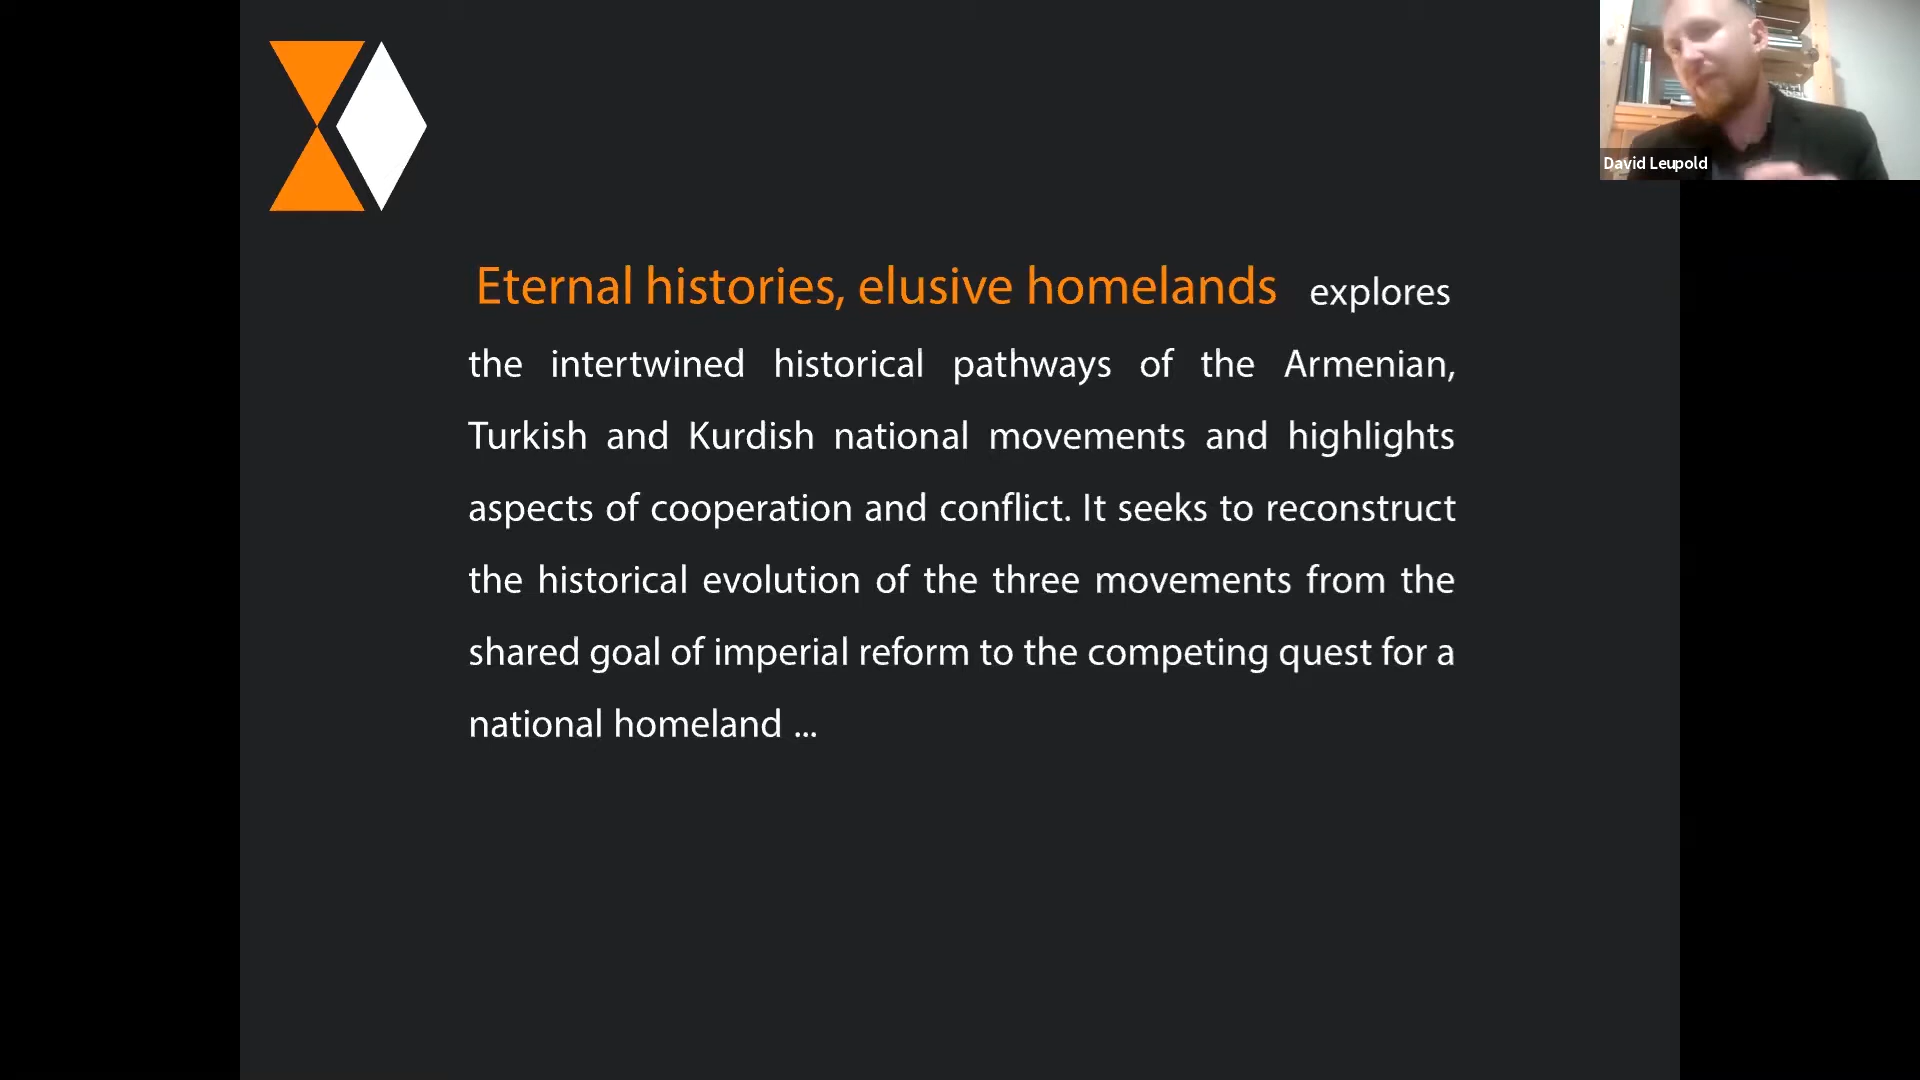 David Leupold
Eternal histories, elusive homelands explores
the intertwined historical pathways of the Armenian,
Turkish and Kurdish national movements and highlights
aspects of cooperation and conflict. It seeks to reconstruct
the historical evolution of the three movements from the
shared goal of imperial reform to the competing quest for a
national homeland ...